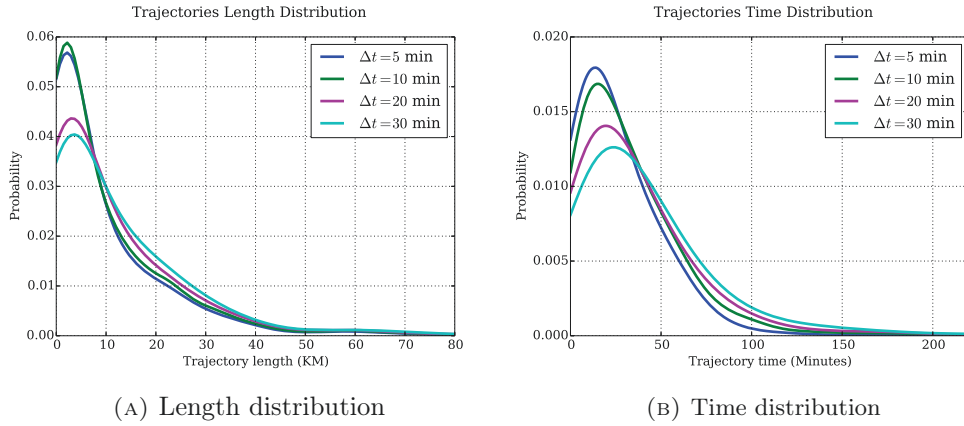 Trajectories Length Distribution
0.06
0.05
0.04
0.03
0.02
0.01
0.00
Probability
0 10 20 30 40 50 60 70 80
Trajectory length (KM)
Δt=5 min
Δt=10 min
Δt=20 min
Δt=30 min
(A) Length distribution
Trajectories Time Distribution
0.020
0.015
0.010
0.005
0.000
Probability
0 50 100 150 200
Trajectory time (Minutes)
Δt=5 min
Δt=10 min
Δt=20 min
Δt=30 min
(B) Time distribution